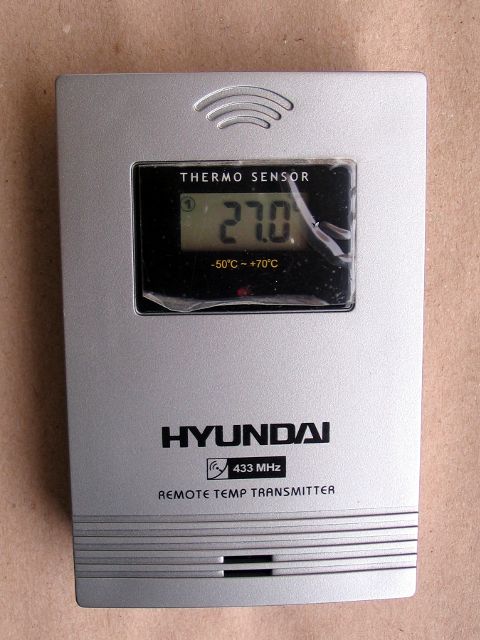 THERMO SENSOR
1 27.0°
-50°C ~ +70°C
HYUNDAI
433 MHz
REMOTE TEMP TRANSMITTER